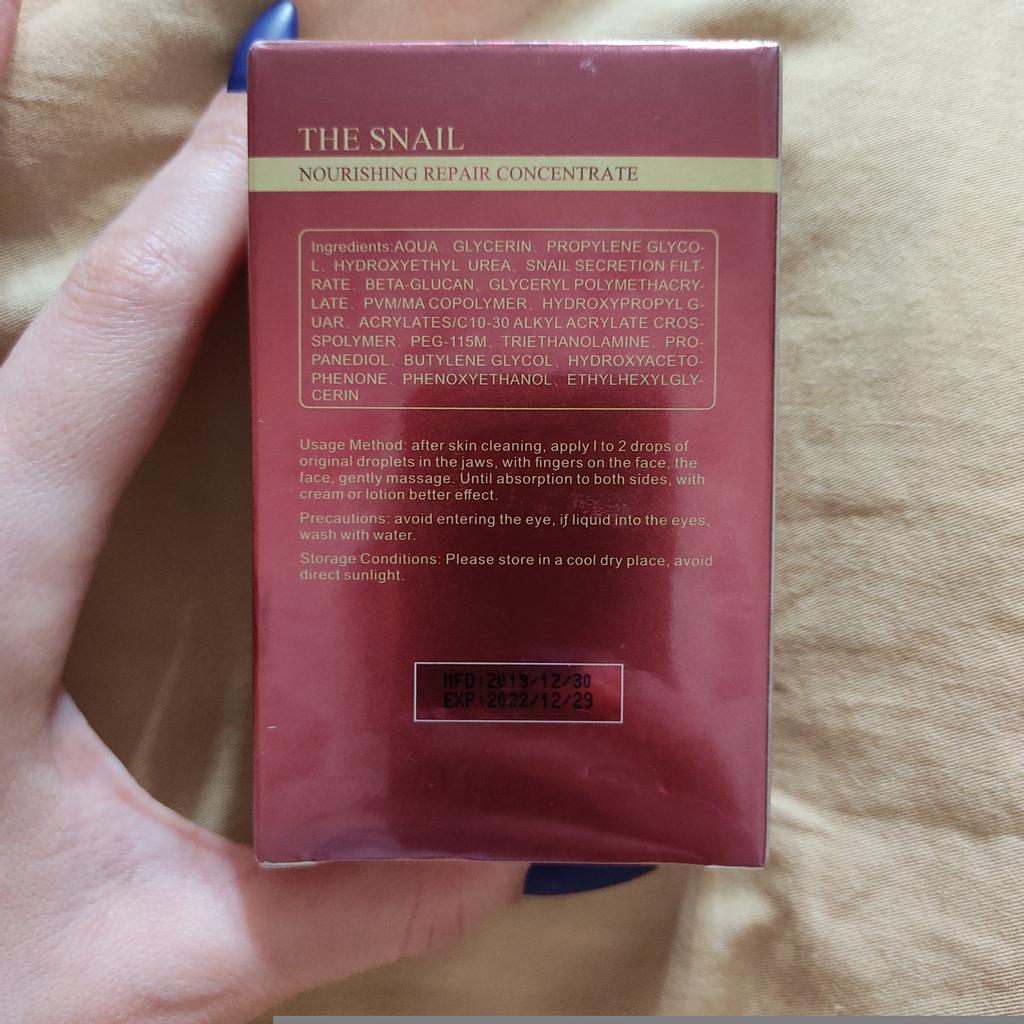 THE SNAIL
NOURISHING REPAIR CONCENTRATE
Ingredients:AQUA、GLYCERIN、PROPYLENE GLYCO-
L、HYDROXYETHYL UREA、SNAIL SECRETION FILT-
RATE、BETA-GLUCAN、GLYCERYL POLYMETHACRY-
LATE、PVM/MA COPOLYMER、HYDROXYPROPYL G-
UAR、ACRYLATES/C10-30 ALKYL ACRYLATE CROS-
SPOLYMER、PEG-115M、TRIETHANOLAMINE、PRO-
PANEDIOL、BUTYLENE GLYCOL、HYDROXYACETO-
PHENONE、PHENOXYETHANOL、ETHYLHEXYLGLY-
CERIN
Usage Method: after skin cleaning, apply l to 2 drops of
original droplets in the jaws, with fingers on the face, the
face, gently massage. Until absorption to both sides, with
cream or lotion better effect.
Precautions: avoid entering the eye, if liquid into the eyes,
wash with water.
Storage Conditions: Please store in a cool dry place, avoid
direct sunlight.
MFD:2019/12/30
EXP:2022/12/29